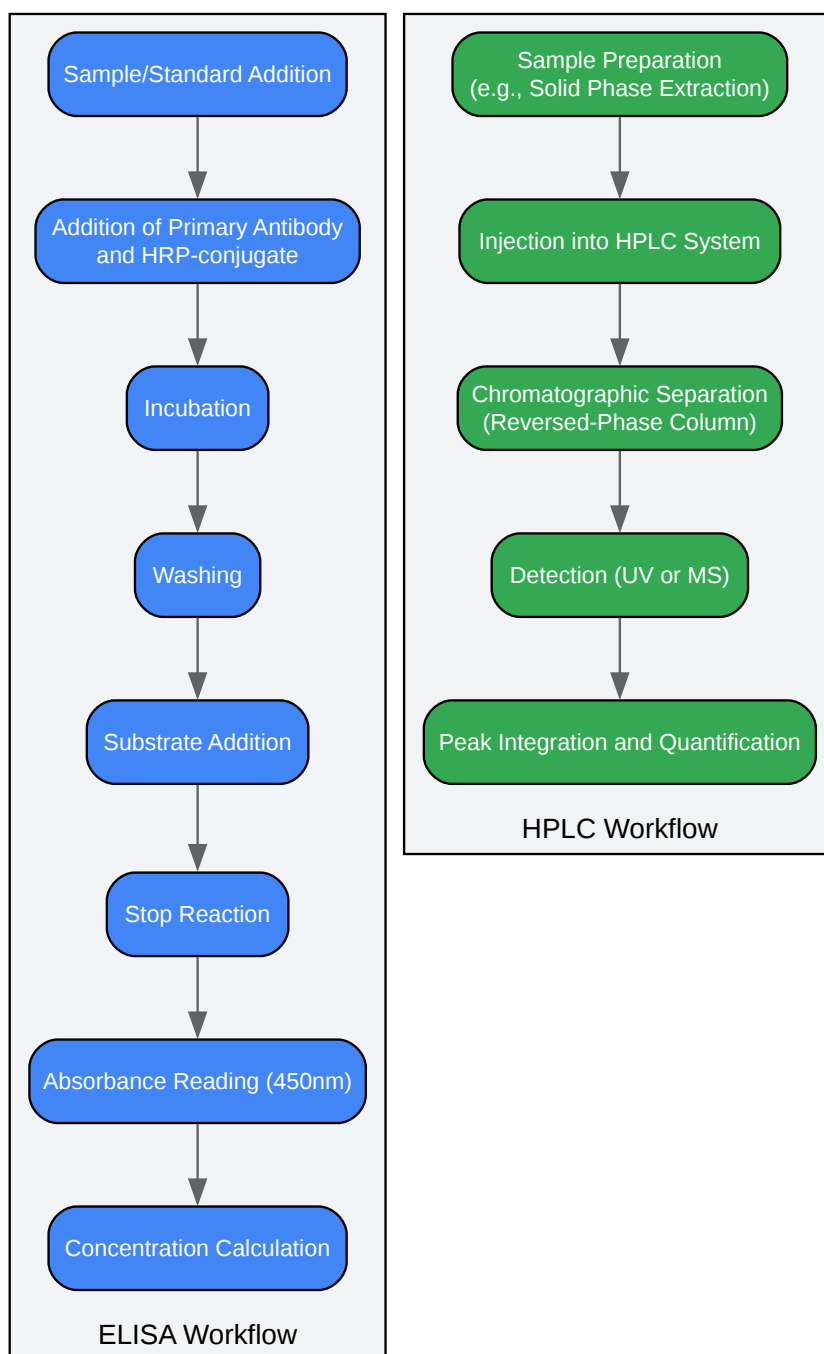 Sample/Standard Addition
Addition of Primary Antibody
and HRP-conjugate
Incubation
Washing
Substrate Addition
Stop Reaction
Absorbance Reading (450nm)
Concentration Calculation
ELISA Workflow
Sample Preparation
(e.g., Solid Phase Extraction)
Injection into HPLC System
Chromatographic Separation
(Reversed-Phase Column)
Detection (UV or MS)
Peak Integration and Quantification
HPLC Workflow